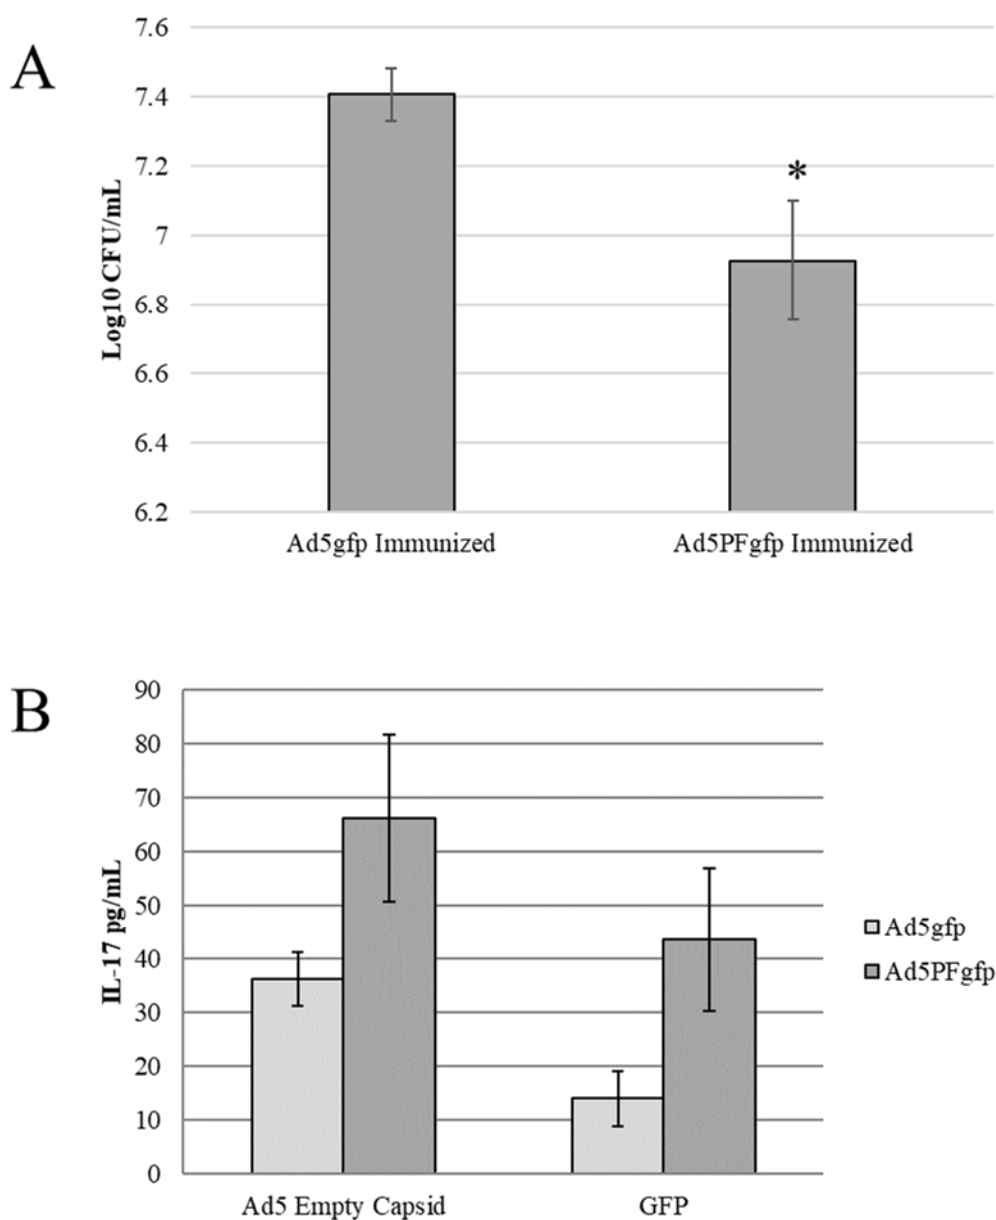 A
Log10 CFU/mL
7.6
7.4
7.2
7
6.8
6.6
6.4
6.2
*
Ad5gfp Immunized
Ad5PFgfp Immunized
B
IL-17 pg/mL
90
80
70
60
50
40
30
20
10
0
Ad5 Empty Capsid
GFP
Ad5gfp
Ad5PFgfp